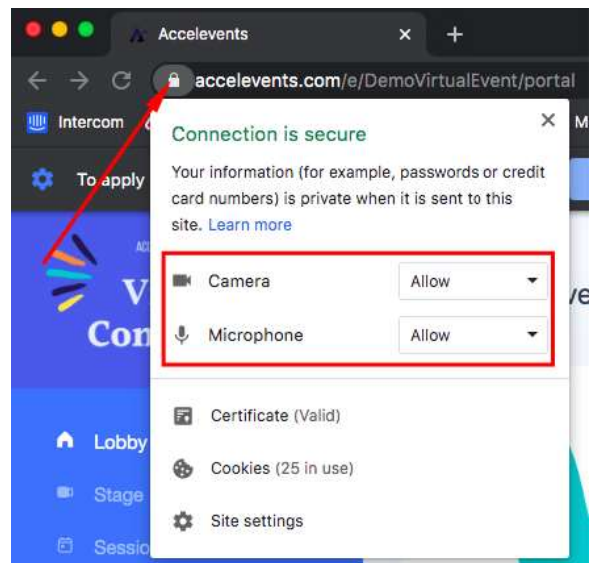 Accelevents
accelevents.com/e/DemoVirtualEvent/portal
Intercom
M
Connection is secure
To apply
Your information (for example, passwords or credit
card numbers) is private when it is sent to this
site. Learn more
V
Con
Camera Allow
Microphone Allow
Certificate (Valid)
Lobby
Cookies (25 in use)
Stage
Site settings
Sessio